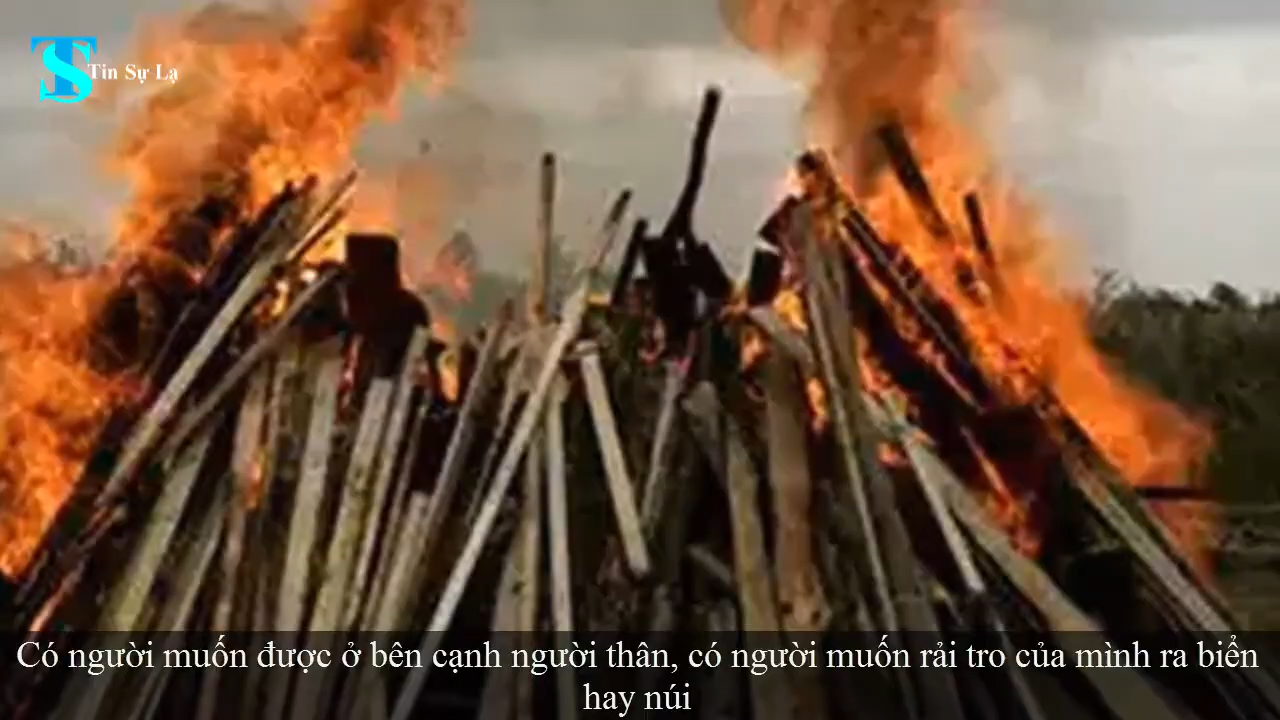 TS
Tin Sự Lạ
Có người muốn được ở bên cạnh người thân, có người muốn rải tro của mình ra biển
hay núi